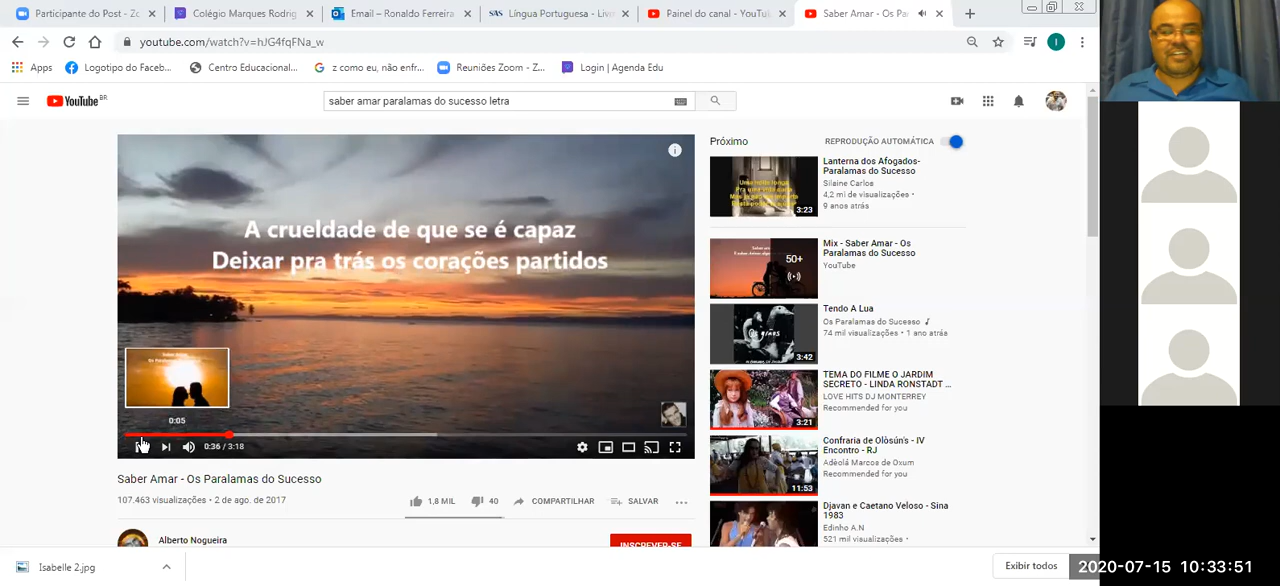 Participante do Post - Zo
Colégio Marques Rodrig
Email – Ronaldo Ferreira
SAS Língua Portuguesa - Livr
Painel do canal - YouTu
Saber Amar - Os Pa
youtube.com/watch?v=hJG4fqFNa_w
Apps
Logotipo do Faceb...
Centro Educacional...
z como eu, não enfr...
Reuniões Zoom - Z...
Login | Agenda Edu
YouTube BR
saber amar paralamas do sucesso letra
A crueldade de que se é capaz
Deixar pra trás os corações partidos
0:05
0:36 / 3:18
Saber Amar - Os Paralamas do Sucesso
107.463 visualizações • 2 de ago. de 2017
1,8 MIL
40
COMPARTILHAR
SALVAR
Alberto Nogueira
INSCREVER-SE
Próximo
REPRODUÇÃO AUTOMÁTICA
Lanterna dos Afogados-
Paralamas do Sucesso
Silaine Carlos
4,2 mi de visualizações •
9 anos atrás
3:23
Mix - Saber Amar - Os
Paralamas do Sucesso
YouTube
50+
Tendo A Lua
Os Paralamas do Sucesso
74 mil visualizações • 1 ano atrás
3:42
TEMA DO FILME O JARDIM
SECRETO - LINDA RONSTADT ...
LOVE HITS DJ MONTERREY
Recommended for you
3:21
Confraria de Olòsún's - IV
Encontro - RJ
Adèolá Marcos de Oxum
Recommended for you
11:53
Djavan e Caetano Veloso - Sina
1983
Edinho A.N
521 mil visualizações •
Isabelle 2.jpg
Exibir todos
2020-07-15 10:33:51